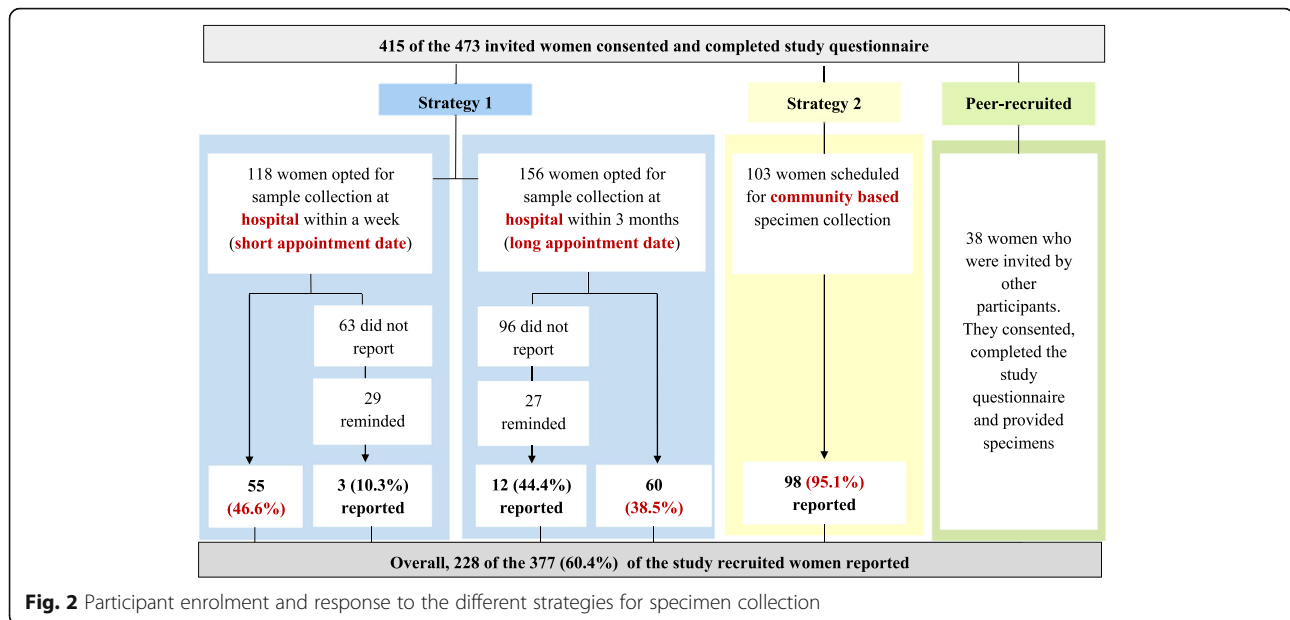 415 of the 473 invited women consented and completed study questionnaire
Strategy 1
Strategy 2
Peer-recruited
118 women opted for
sample collection at
hospital within a week
(short appointment date)
156 women opted for
sample collection at
hospital within 3 months
(long appointment date)
103 women scheduled
for community based
specimen collection
38 women who
were invited by
other
participants.
They consented,
completed the
study
questionnaire
and provided
specimens
63 did not
report
96 did not
report
29
reminded
27
reminded
55
(46.6%)
3 (10.3%)
reported
12 (44.4%)
reported
60
(38.5%)
98 (95.1%)
reported
Overall, 228 of the 377 (60.4%) of the study recruited women reported
Fig. 2 Participant enrolment and response to the different strategies for specimen collection